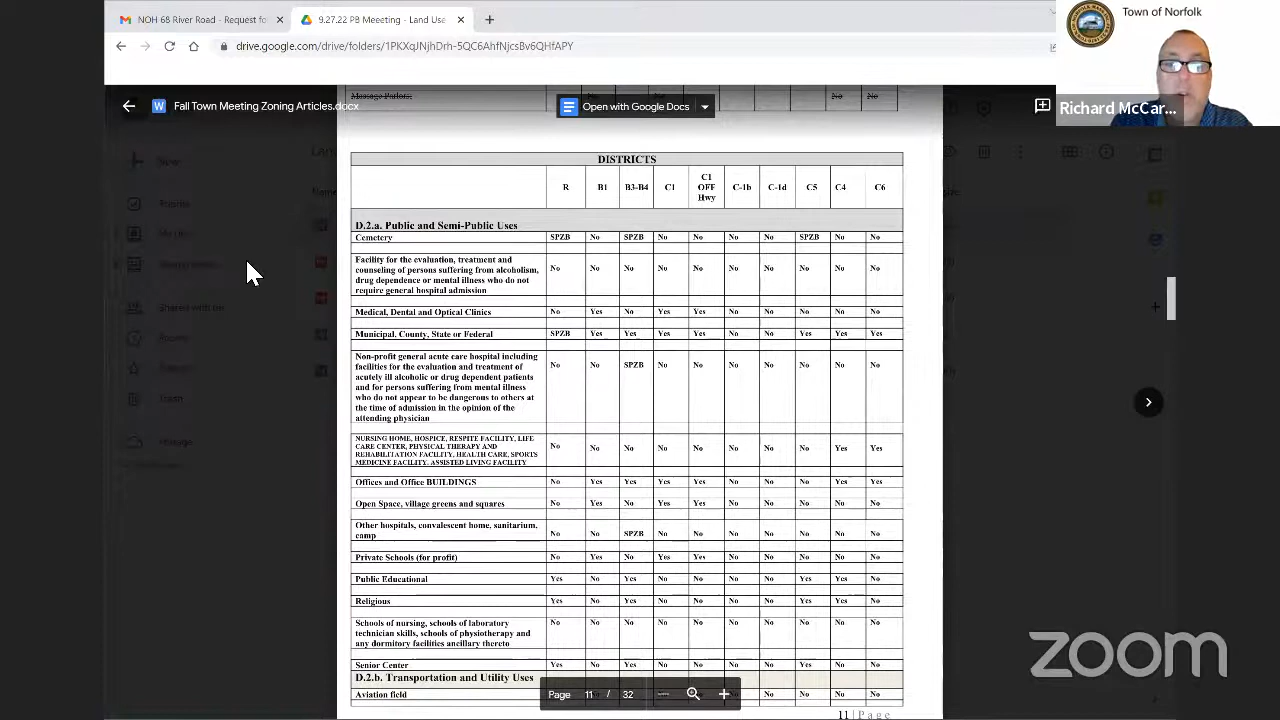 NOH 68 River Road - Request fo
9.27.22 PB Meeting - Land Use
Town of Norfolk
Richard McCar...
Fall Town Meeting Zoning Articles.docx
Open with Google Docs
Massage Parlors
No
No
DISTRICTS
R B1 B3-B4 C1 C1 OFF Hwy C-1b C-1d C5 C4 C6
D.2.a. Public and Semi-Public Uses
Cemetery SPZB No SPZB No No No No SPZB No No
Facility for the evaluation, treatment and
counseling of persons suffering from alcoholism,
drug dependence or mental illness who do not
require general hospital admission
No No No No No No No No No No
Medical, Dental and Optical Clinics No Yes No Yes Yes No No No No No
Municipal, County, State or Federal SPZB Yes Yes Yes Yes No No Yes Yes Yes
Non-profit general acute care hospital including
facilities for the evaluation and treatment of
acutely ill alcoholic or drug dependent patients
and for persons suffering from mental illness
who do not appear to be dangerous to others at
the time of admission in the opinion of the
attending physician
No No SPZB No No No No No No No
NURSING HOME, HOSPICE, RESPITE FACILITY, LIFE
CARE CENTER, PHYSICAL THERAPY AND
REHABILITATION FACILITY, HEALTH CARE, SPORTS
MEDICINE FACILITY, ASSISTED LIVING FACILITY
No No No No No No No No Yes Yes
Offices and Office BUILDINGS No Yes Yes Yes Yes No No No Yes Yes
Open Space, village greens and squares No Yes No Yes Yes No No No No No
Other hospitals, convalescent home, sanitarium,
camp
No No SPZB No No No No No No No
Private Schools (for profit) No Yes No Yes Yes No No No No No
Public Educational Yes No Yes No No No No Yes Yes No
Religious Yes No Yes No No No No Yes Yes No
Schools of nursing, schools of laboratory
technician skills, schools of physiotherapy and
any dormitory facilities ancillary thereto
No No No No No No No No No No
Senior Center Yes No Yes No No No No Yes No No
D.2.b. Transportation and Utility Uses
Aviation field No No No No No
Page 11 / 32
11 | Page
New
Priority
Shared with me
Trash
Storage
Name
zoom